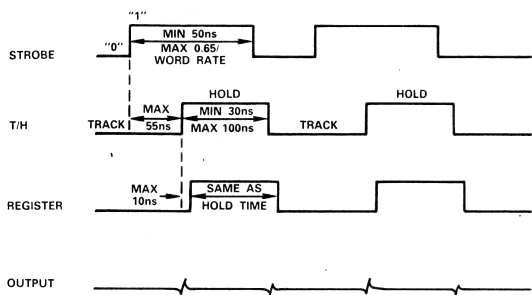 "1"
"0"
MIN 50ns
MAX 0.65/
WORD RATE
STROBE
HOLD
HOLD
T/H
TRACK
MAX
55ns
MIN 30ns
MAX 100ns
TRACK
MAX
10ns
SAME AS
HOLD TIME
REGISTER
OUTPUT